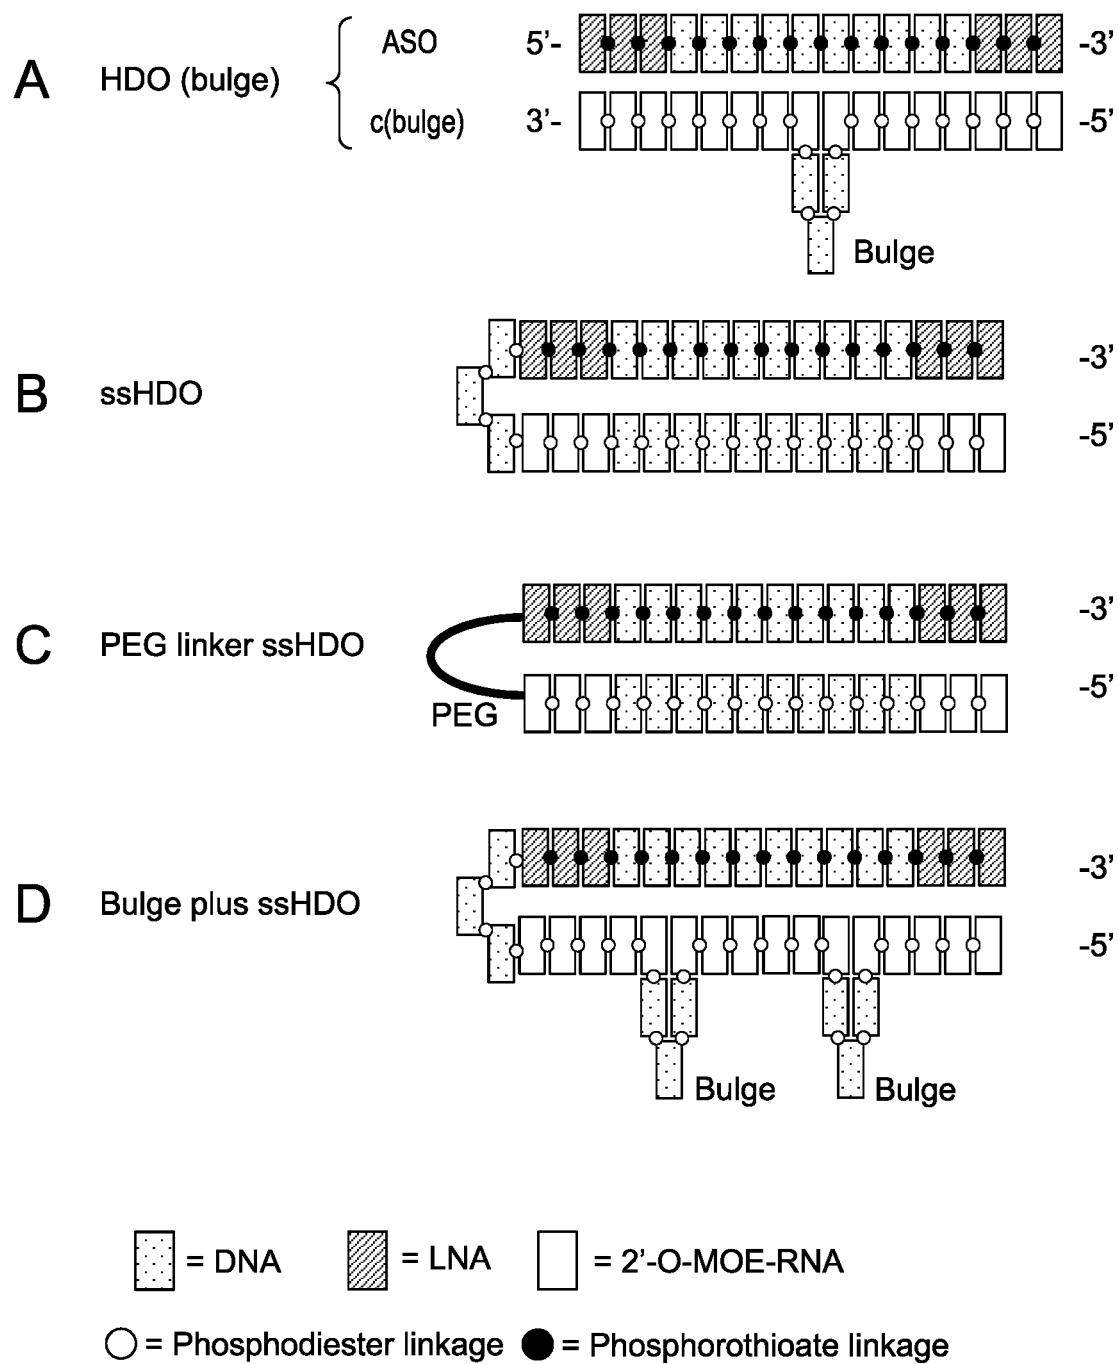 A HDO (bulge) ASO 5’- -3’
c(bulge) 3’- -5’
Bulge
B ssHDO -3’
-5’
C PEG linker ssHDO -3’
-5’
PEG
D Bulge plus ssHDO -3’
-5’
Bulge Bulge
= DNA = LNA = 2’-O-MOE-RNA
= Phosphodiester linkage = Phosphorothioate linkage